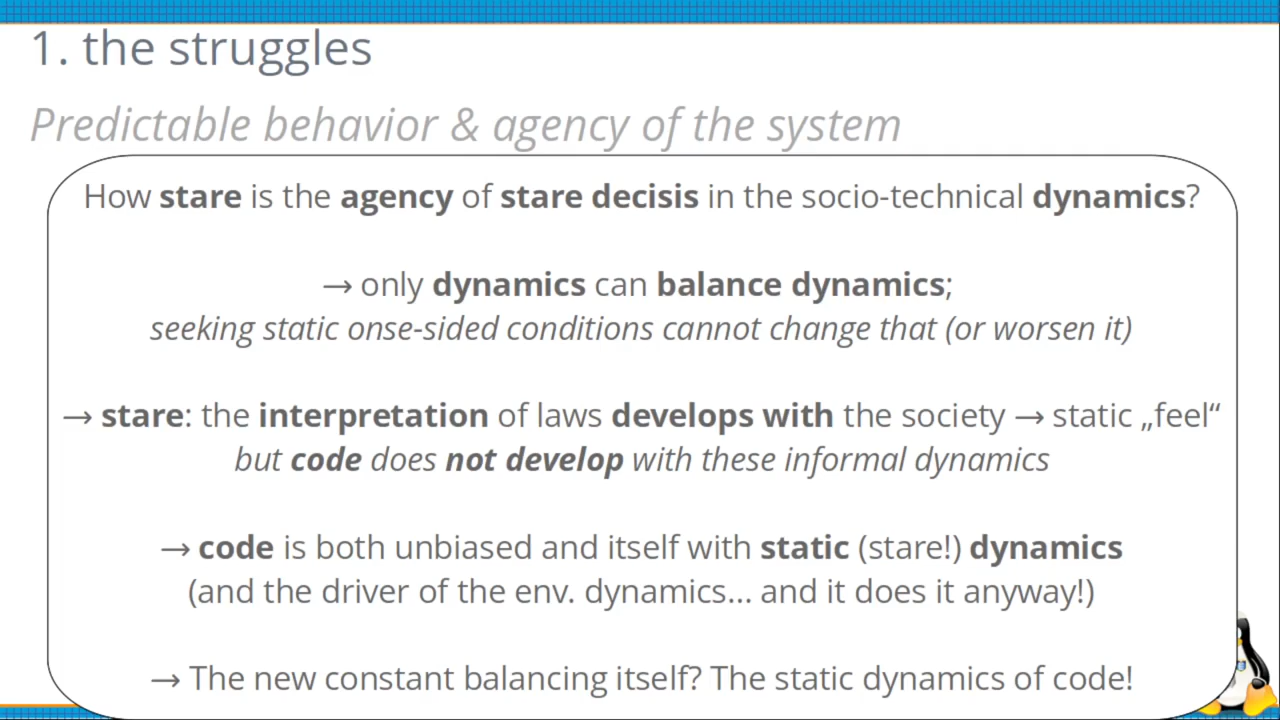 1. the struggles
Predictable behavior & agency of the system
How stare is the agency of stare decisis in the socio-technical dynamics?
→ only dynamics can balance dynamics;
seeking static onse-sided conditions cannot change that (or worsen it)
→ stare: the interpretation of laws develops with the society → static „feel“
but code does not develop with these informal dynamics
→ code is both unbiased and itself with static (stare!) dynamics
(and the driver of the env. dynamics... and it does it anyway!)
→ The new constant balancing itself? The static dynamics of code!